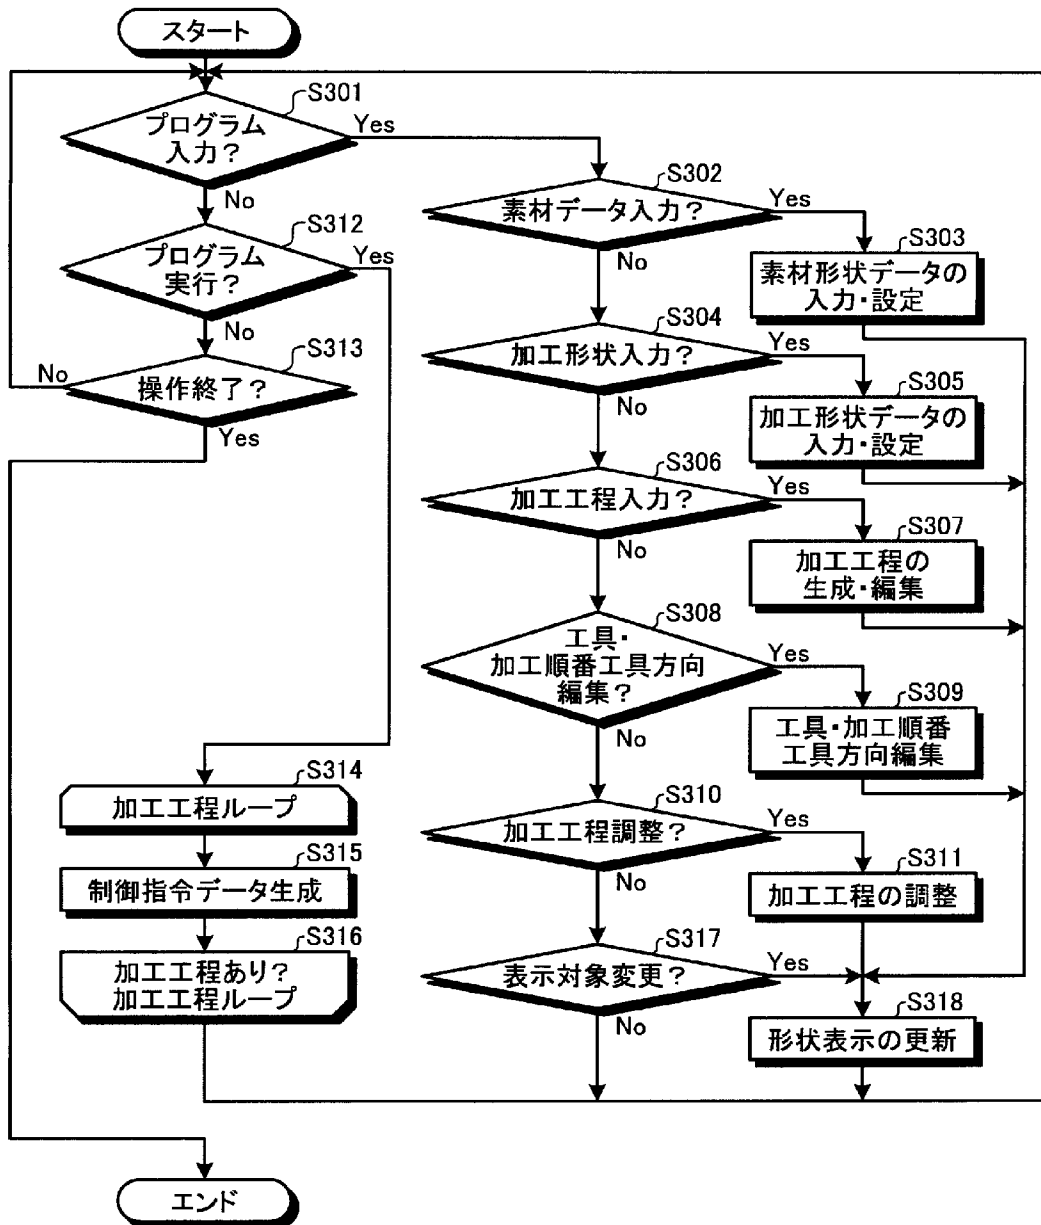 スタート
S301
プログラム
入力？
Yes
No
S312
プログラム
実行？
Yes
No
S313
操作終了？
No
Yes
S302
素材データ入力？
Yes
No
S303
素材形状データの
入力・設定
S304
加工形状入力？
Yes
No
S305
加工形状データの
入力・設定
S306
加工工程入力？
Yes
No
S307
加工工程の
生成・編集
S308
工具・
加工順番工具方向
編集？
Yes
No
S309
工具・加工順番
工具方向編集
S310
加工工程調整？
Yes
No
S311
加工工程の調整
S317
表示対象変更？
Yes
No
S318
形状表示の更新
S314
加工工程ループ
S315
制御指令データ生成
S316
加工工程あり？
加工工程ループ
エンド